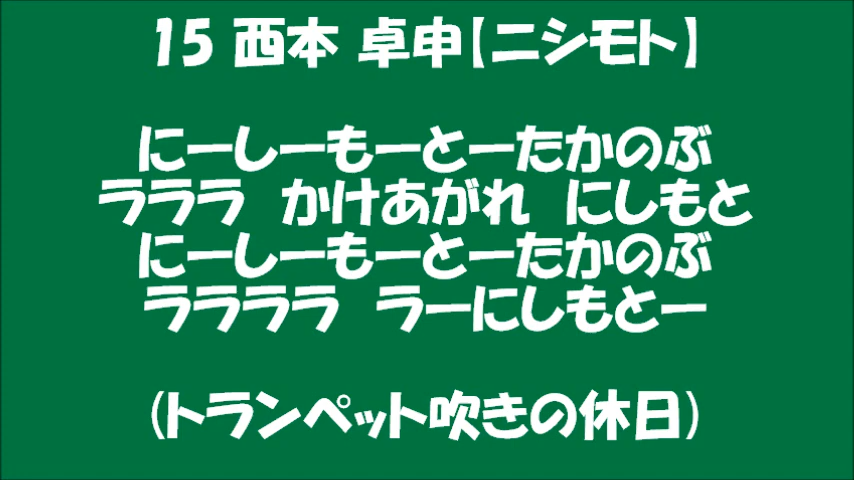 15 西本 卓申【ニシモト】
にーしーもーとーたかのぶ
ラララ　かけあがれ　にしもと
にーしーもーとーたかのぶ
ララララ　ラーにしもとー
(トランペット吹きの休日)